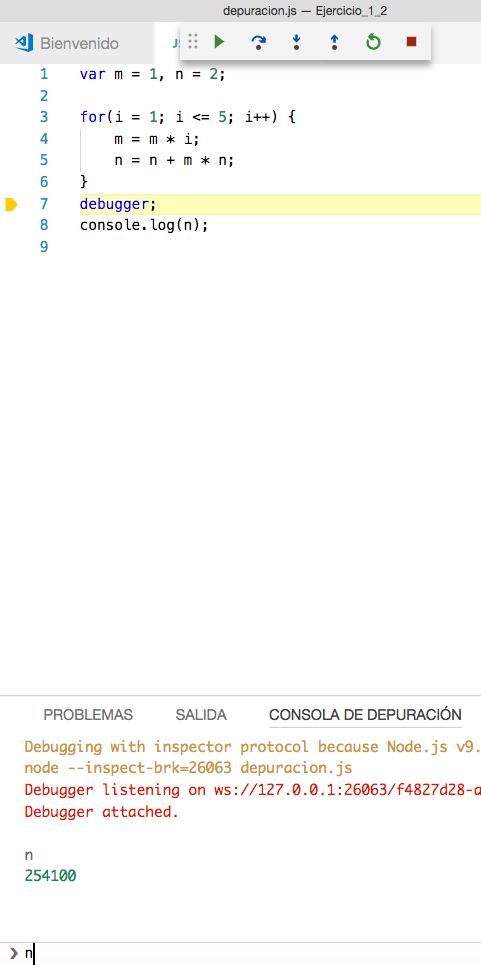 depuracion.js — Ejercicio_1_2
Bienvenido
JS
1 var m = 1, n = 2;
2
3 for(i = 1; i <= 5; i++) {
4 m = m * i;
5 n = n + m * n;
6 }
7 debugger;
8 console.log(n);
9
PROBLEMAS SALIDA CONSOLA DE DEPURACIÓN
Debugging with inspector protocol because Node.js v9.
node --inspect-brk=26063 depuracion.js
Debugger listening on ws://127.0.0.1:26063/f4827d28-a
Debugger attached.
n
254100
❯ n